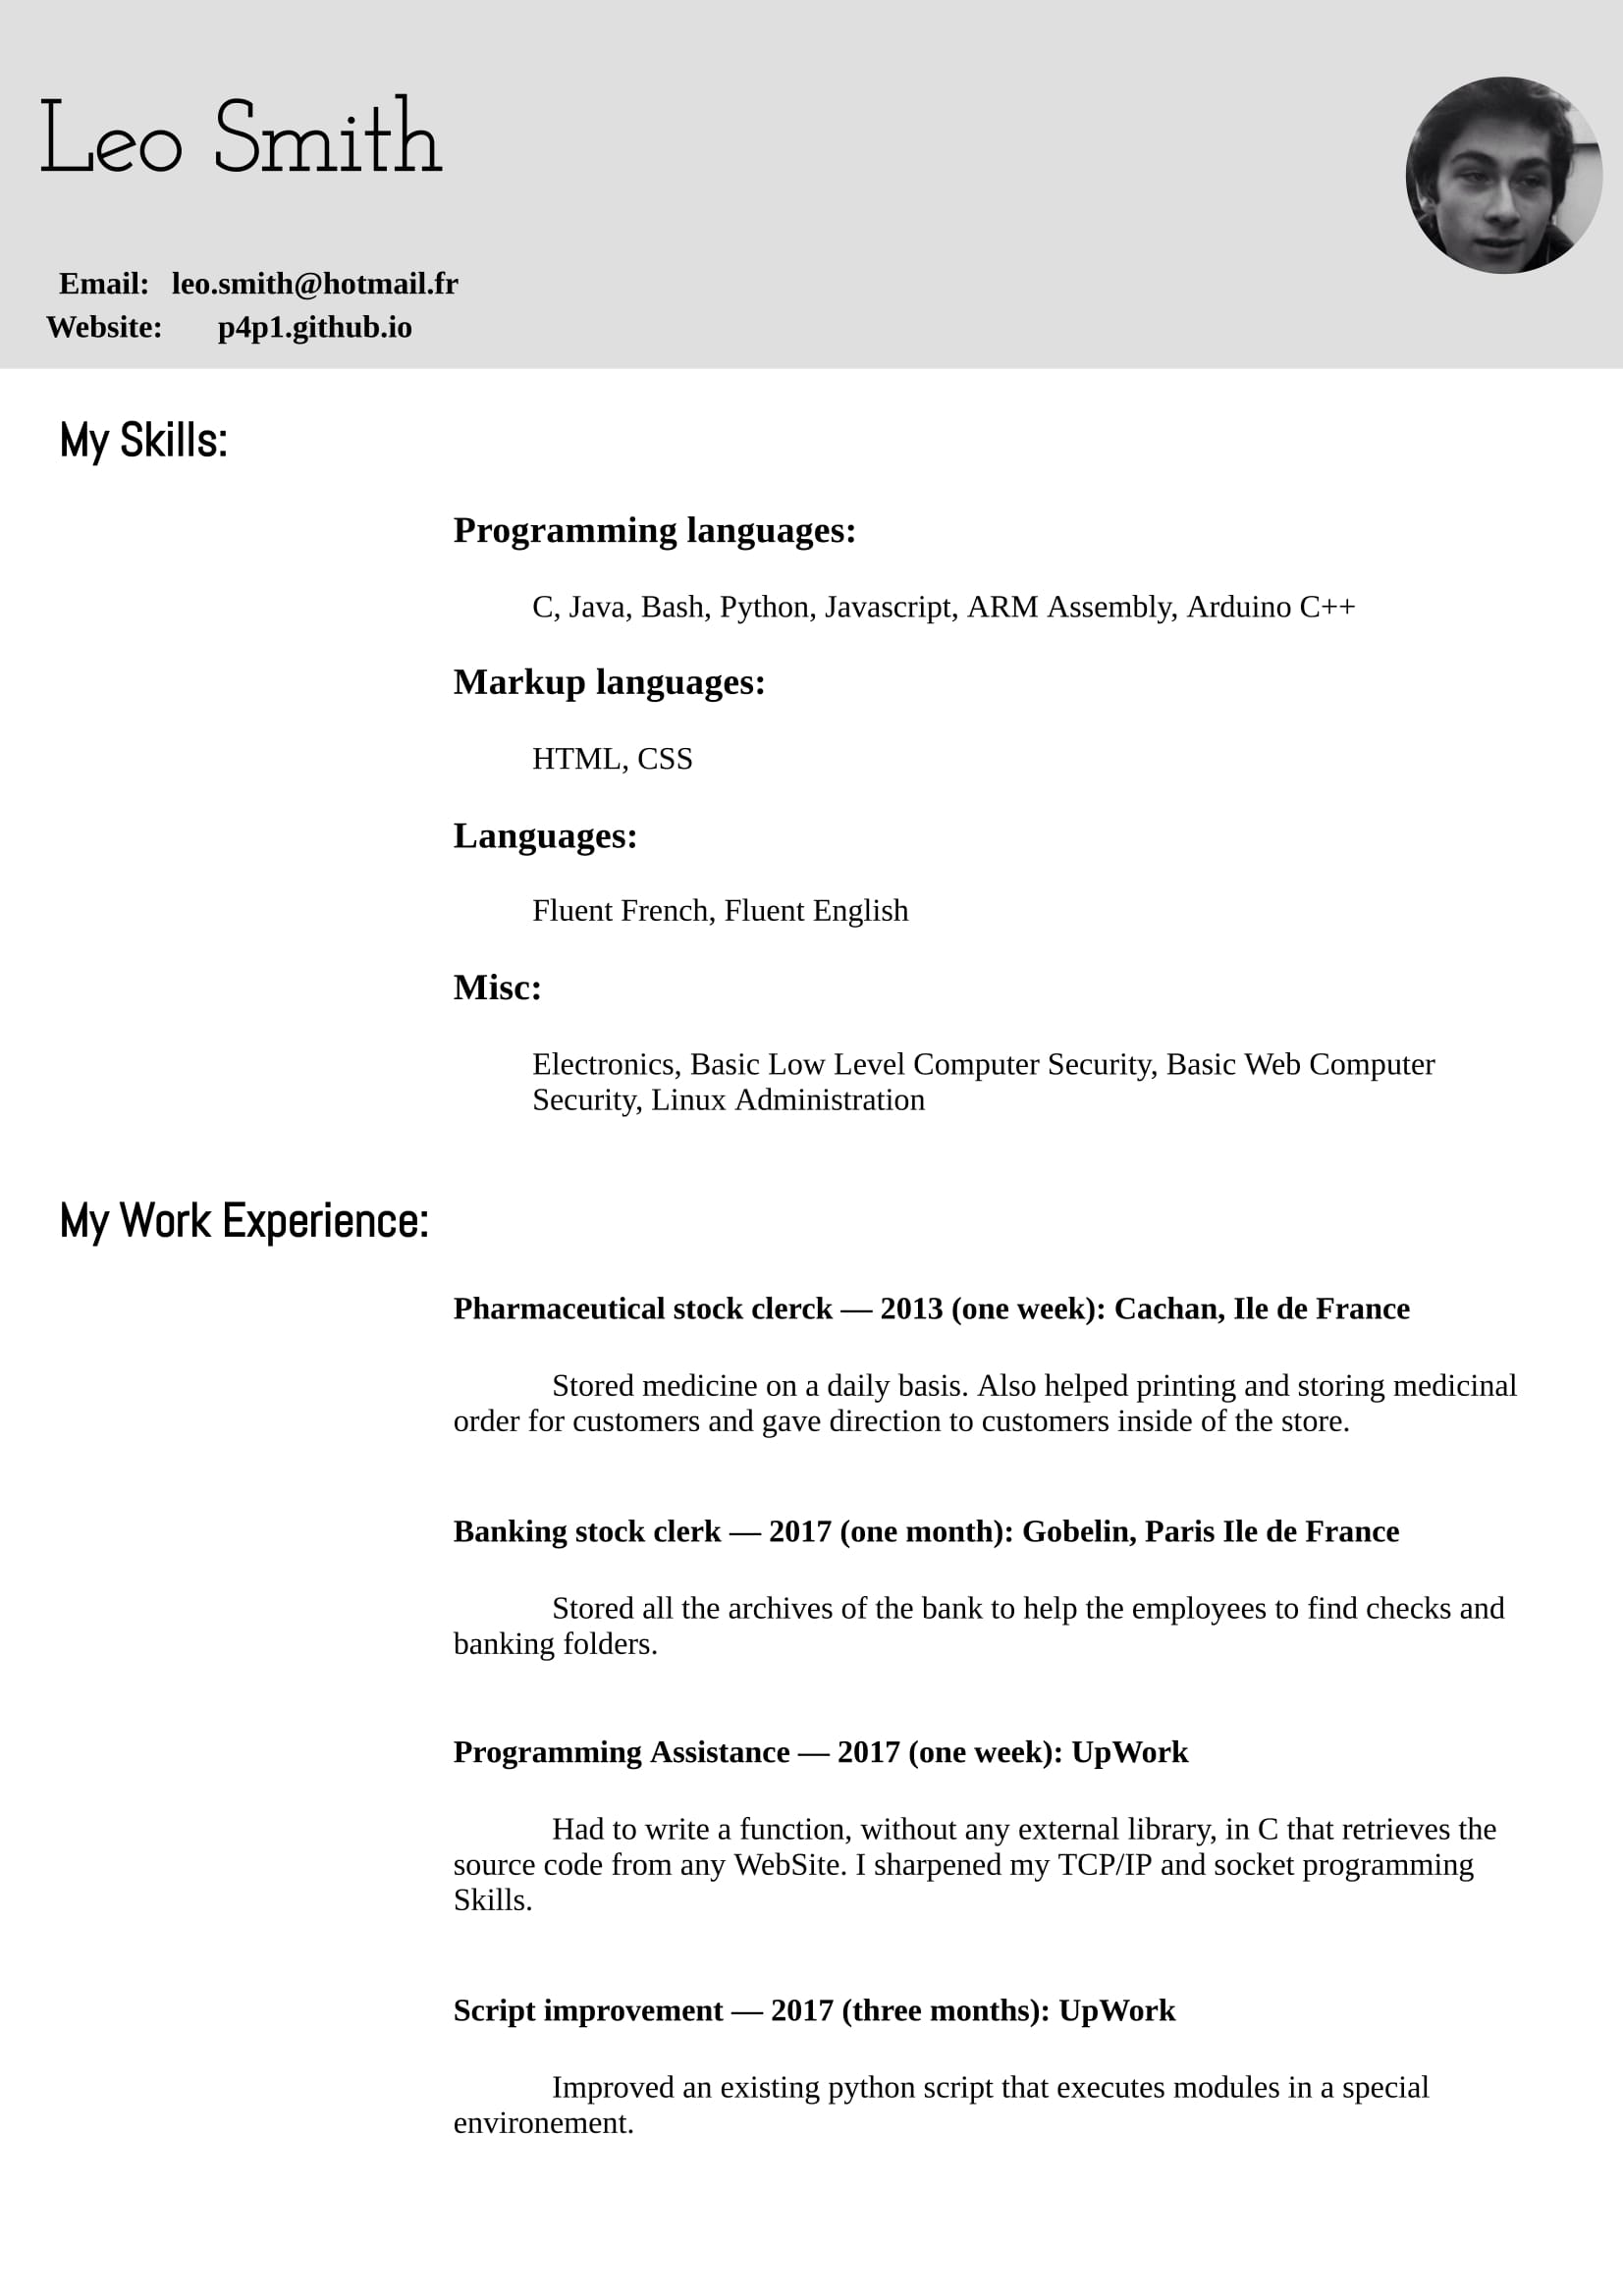 Leo Smith
Email: leo.smith@hotmail.fr
Website: p4p1.github.io
My Skills:
Programming languages:
C, Java, Bash, Python, Javascript, ARM Assembly, Arduino C++
Markup languages:
HTML, CSS
Languages:
Fluent French, Fluent English
Misc:
Electronics, Basic Low Level Computer Security, Basic Web Computer
Security, Linux Administration
My Work Experience:
Pharmaceutical stock clerck — 2013 (one week): Cachan, Ile de France
Stored medicine on a daily basis. Also helped printing and storing medicinal
order for customers and gave direction to customers inside of the store.
Banking stock clerk — 2017 (one month): Gobelin, Paris Ile de France
Stored all the archives of the bank to help the employees to find checks and
banking folders.
Programming Assistance — 2017 (one week): UpWork
Had to write a function, without any external library, in C that retrieves the
source code from any WebSite. I sharpened my TCP/IP and socket programming
Skills.
Script improvement — 2017 (three months): UpWork
Improved an existing python script that executes modules in a special
environement.